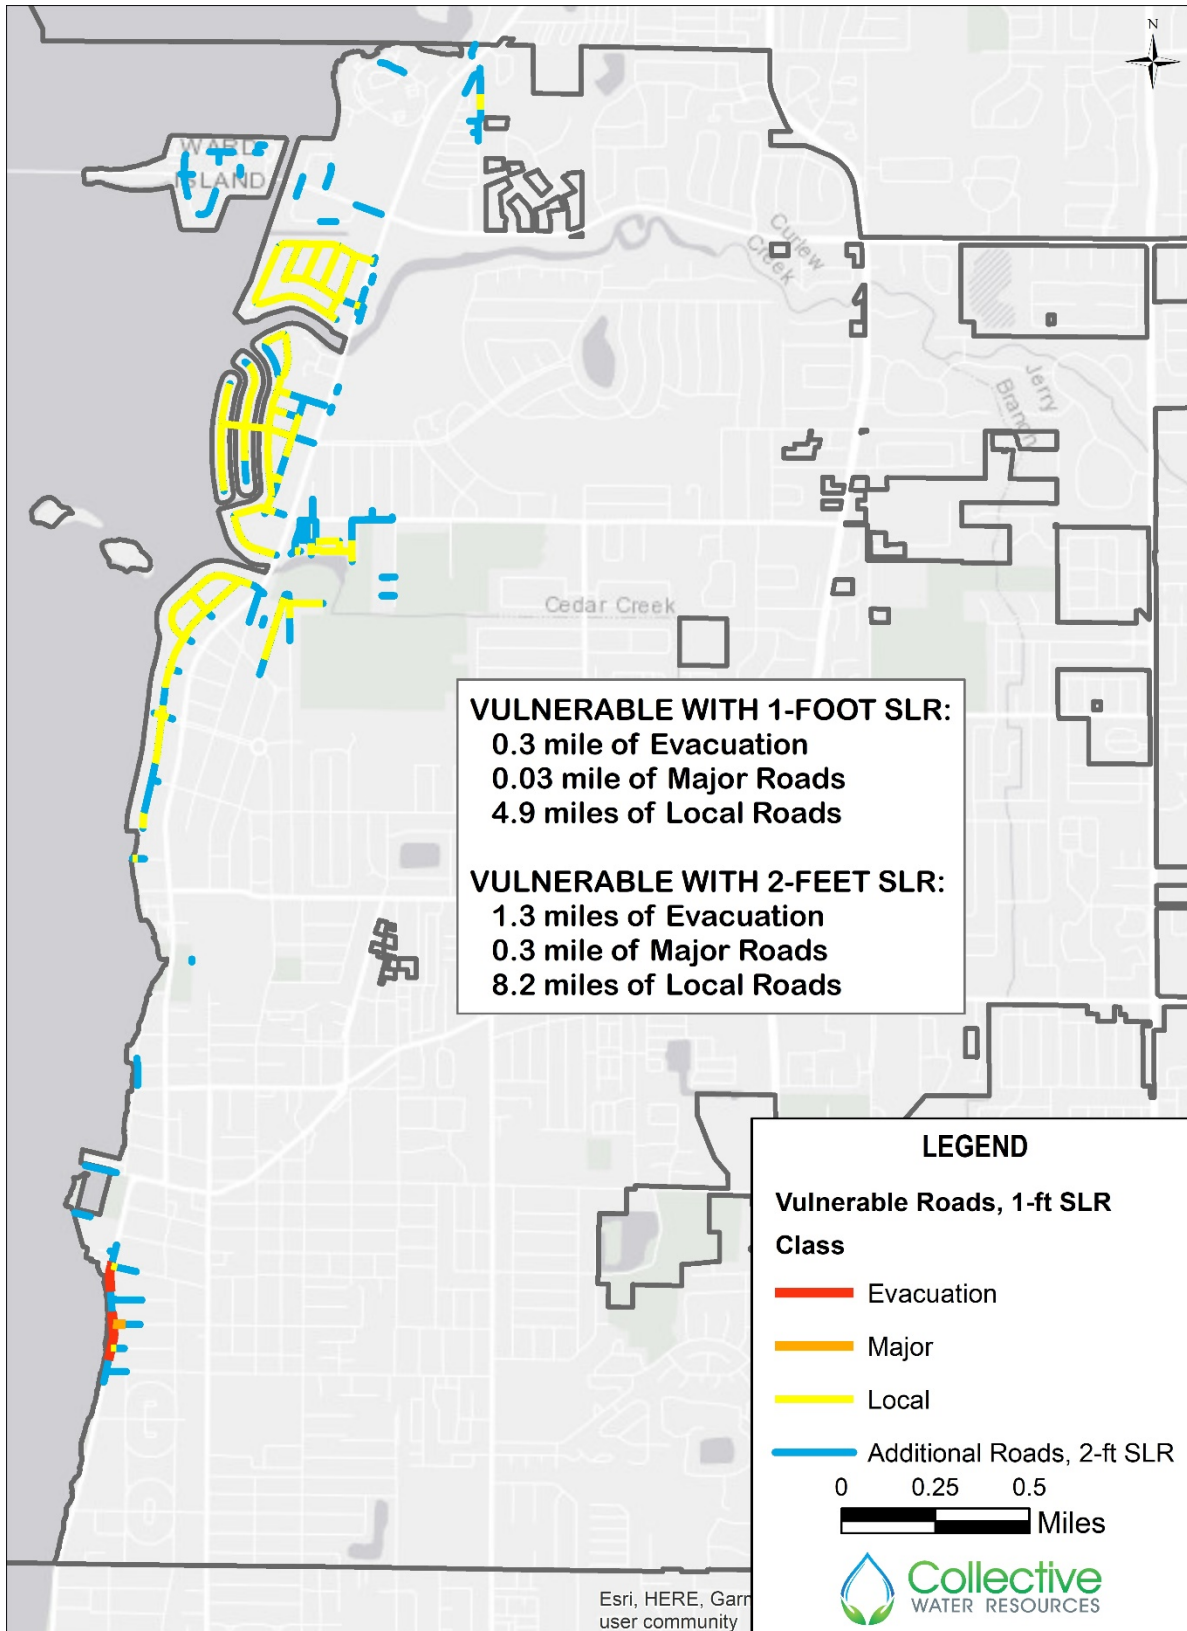 N
WARD
ISLAND
Curlew
Creek
Jerry
Branch
Cedar Creek
VULNERABLE WITH 1-FOOT SLR:
0.3 mile of Evacuation
0.03 mile of Major Roads
4.9 miles of Local Roads
VULNERABLE WITH 2-FEET SLR:
1.3 miles of Evacuation
0.3 mile of Major Roads
8.2 miles of Local Roads
LEGEND
Vulnerable Roads, 1-ft SLR
Class
Evacuation
Major
Local
Additional Roads, 2-ft SLR
0 0.25 0.5
Miles
Collective
WATER RESOURCES
Esri, HERE, Garm
user community